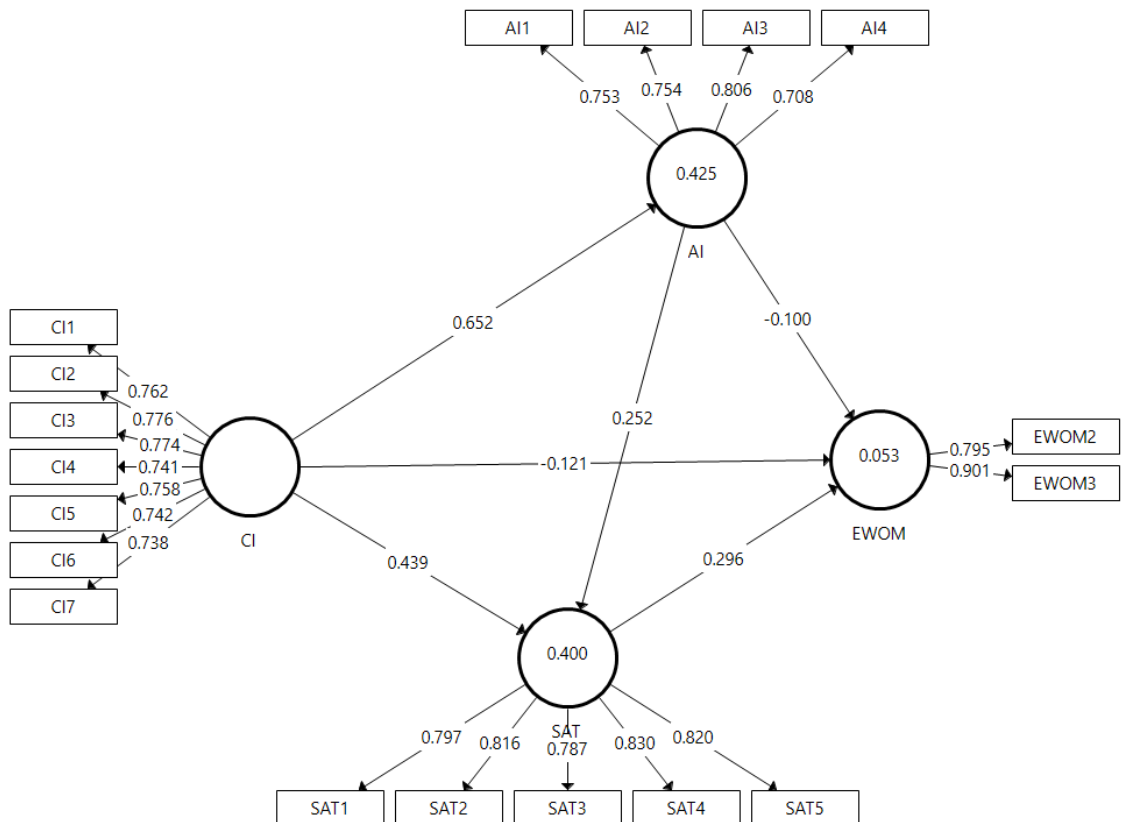 AI1 AI2 AI3 AI4
0.753 0.754 0.806 0.708
0.425
AI
0.652
-0.100
0.252
CI1
CI2
CI3
CI4
CI5
CI6
CI7
0.762
0.776
0.774
0.741
0.758
0.742
0.738
CI
-0.121
0.439
0.053
EWOM
0.795
0.901
EWOM2
EWOM3
0.296
0.400
SAT
0.797 0.816 0.787 0.830 0.820
SAT1 SAT2 SAT3 SAT4 SAT5